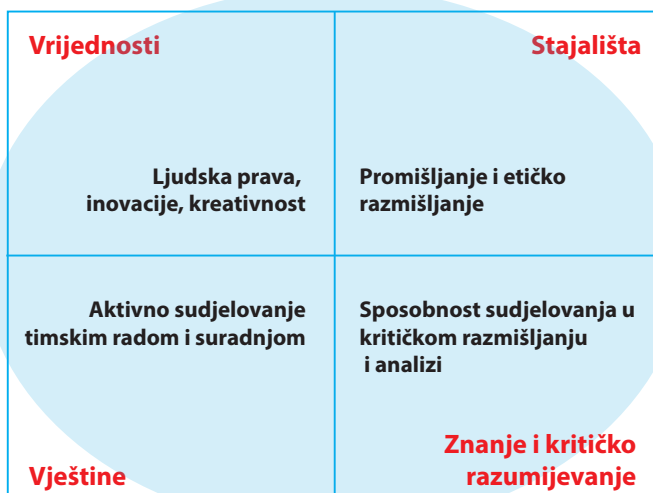 Vrijednosti
Stajališta
Ljudska prava,
inovacije, kreativnost
Promišljanje i etičko
razmišljanje
Aktivno sudjelovanje
timskim radom i suradnjom
Sposobnost sudjelovanja u
kritičkom razmišljanju
i analizi
Vještine
Znanje i kritičko
razumijevanje